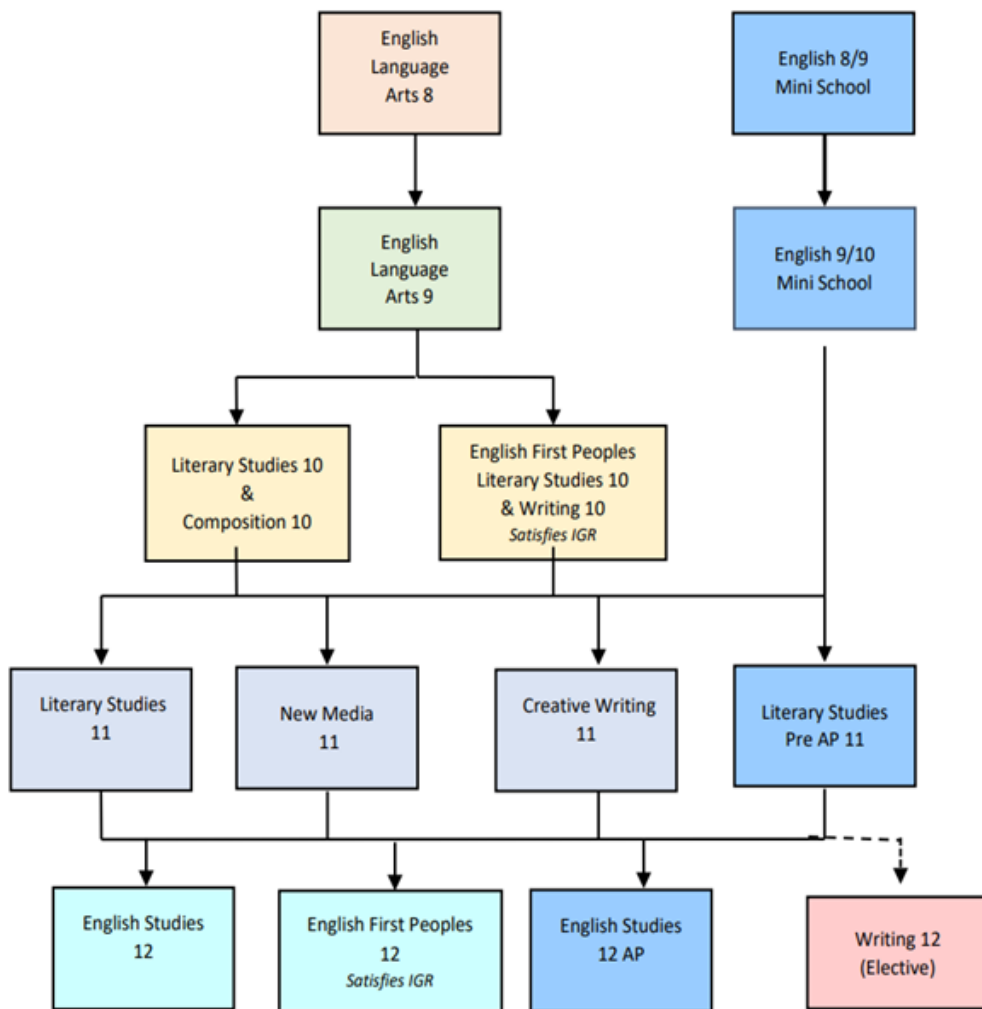 English
Language
Arts 8
English 8/9
Mini School
English
Language
Arts 9
English 9/10
Mini School
Literary Studies 10
&
Composition 10
English First Peoples
Literary Studies 10
& Writing 10
Satisfies IGR
Literary Studies
11
New Media
11
Creative Writing
11
Literary Studies
Pre AP 11
English Studies
12
English First Peoples
12
Satisfies IGR
English Studies
12 AP
Writing 12
(Elective)